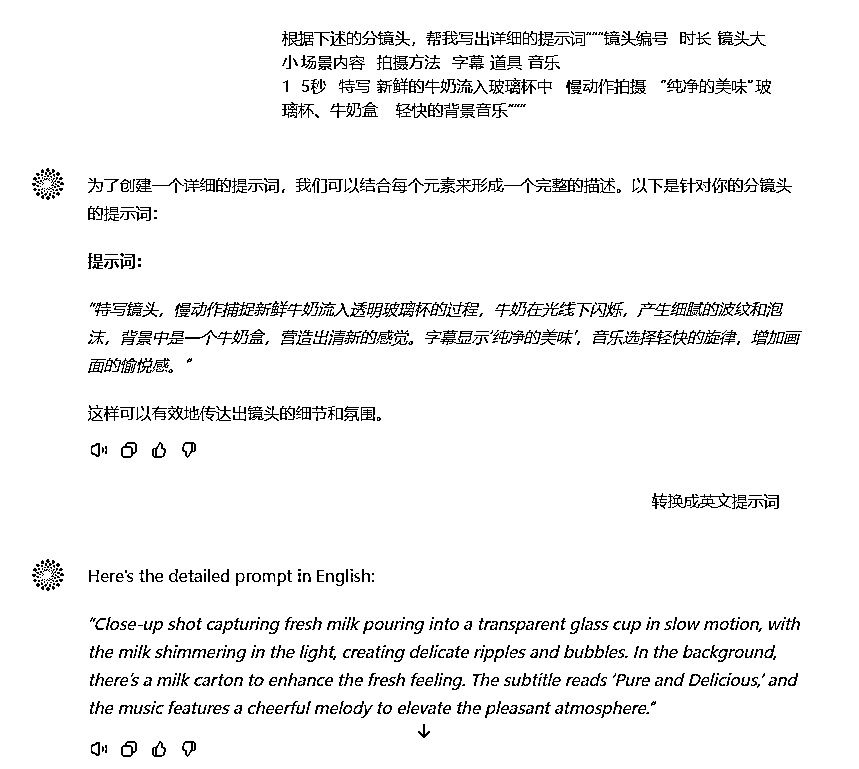 根据下述的分镜头，帮我写出详细的提示词"""镜头编号 时长 镜头大
小 场景内容 拍摄方法 字幕 道具 音乐
1 5秒 特写 新鲜的牛奶流入玻璃杯中 慢动作拍摄 "纯净的美味" 玻
璃杯、牛奶盒 轻快的背景音乐"""
为了创建一个详细的提示词，我们可以结合每个元素来形成一个完整的描述。以下是针对你的分镜头
的提示词：
提示词：
"特写镜头，慢动作捕捉新鲜牛奶流入透明玻璃杯的过程，牛奶在光线下闪烁，产生细腻的波纹和泡
沫，背景中是一个牛奶盒，营造出清新的感觉。字幕显示'纯净的美味'，音乐选择轻快的旋律，增加画
面的愉悦感。"
这样可以有效地传达出镜头的细节和氛围。
转换成英文提示词
Here's the detailed prompt in English:
"Close-up shot capturing fresh milk pouring into a transparent glass cup in slow motion, with
the milk shimmering in the light, creating delicate ripples and bubbles. In the background,
there's a milk carton to enhance the fresh feeling. The subtitle reads 'Pure and Delicious,' and
the music features a cheerful melody to elevate the pleasant atmosphere."